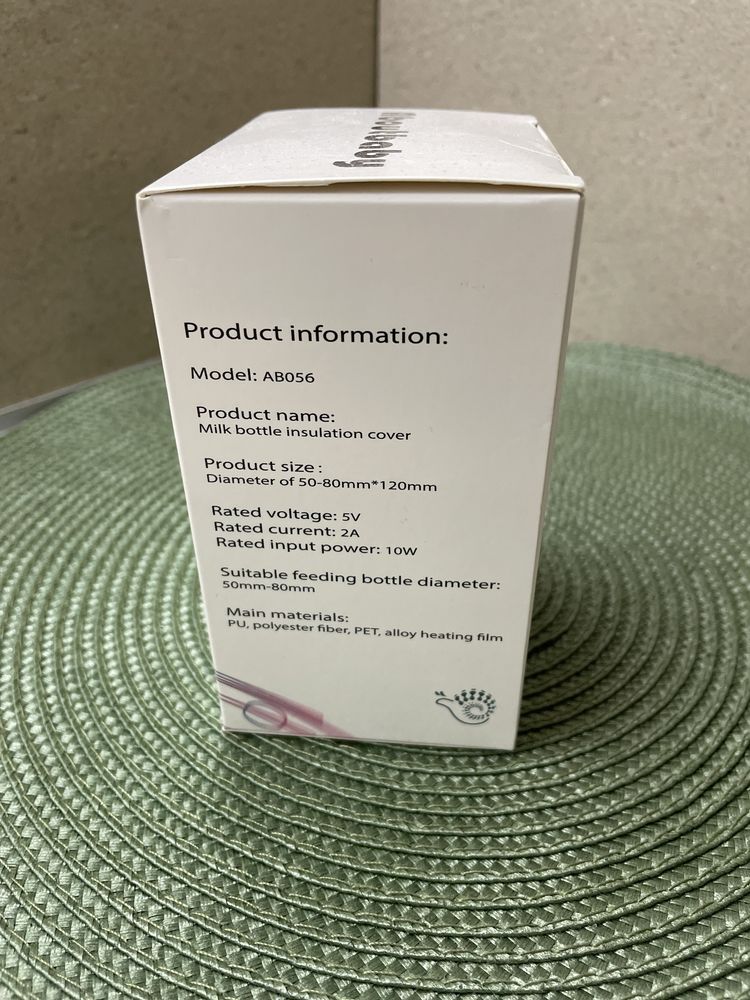 Product information:
Model: AB056
Product name:
Milk bottle insulation cover
Product size:
Diameter of 50-80mm*120mm
Rated voltage: 5V
Rated current: 2A
Rated input power: 10W
Suitable feeding bottle diameter:
50mm-80mm
Main materials:
PU, polyester fiber, PET, alloy heating film